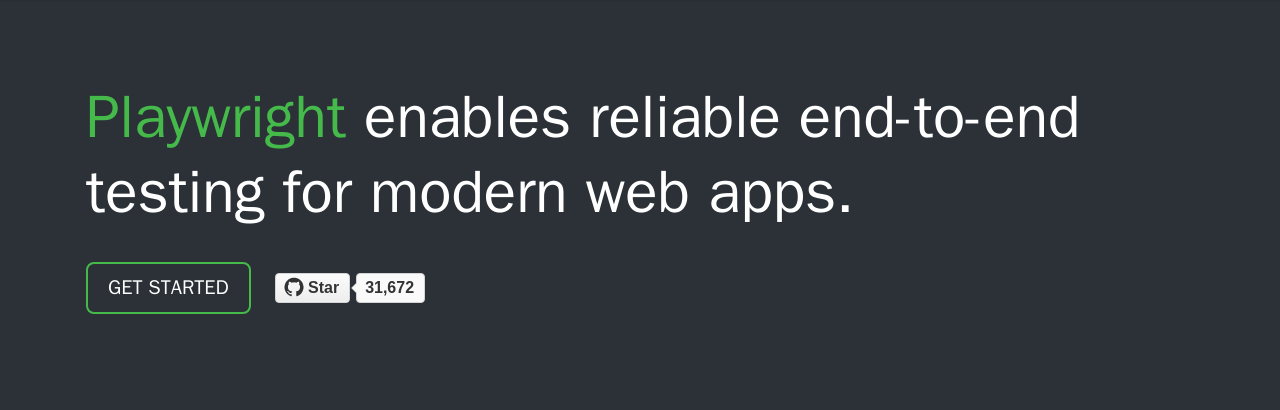 Playwright enables reliable end-to-end
testing for modern web apps.
GET STARTED Star 31,672